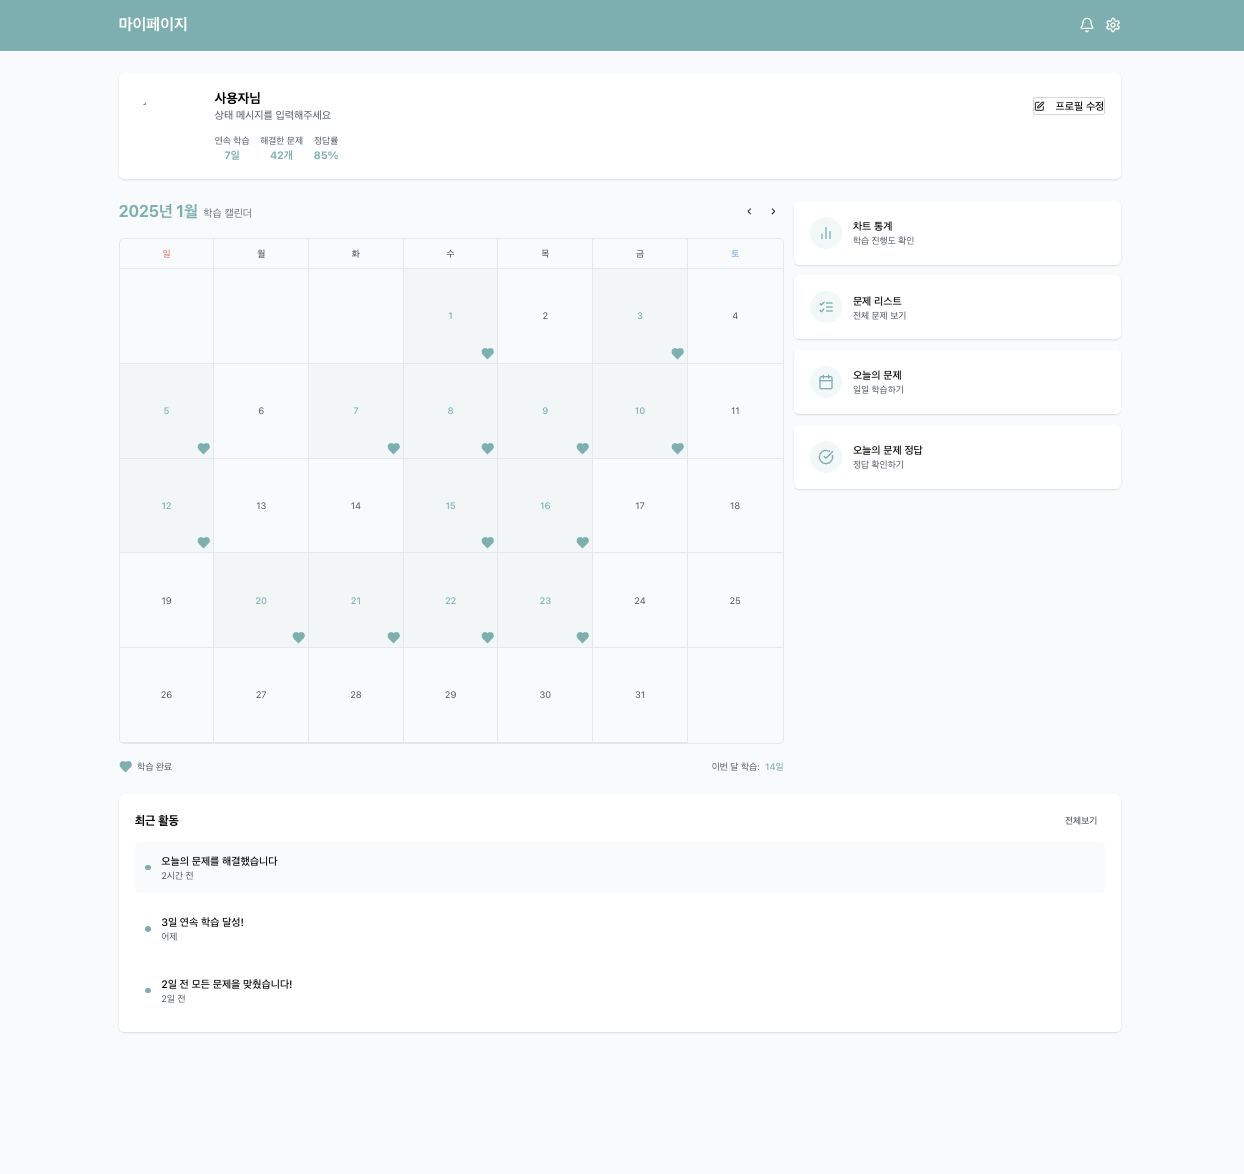 마이페이지
사용자님
상태 메시지를 입력해주세요
연속 학습 해결한 문제 정답률
7일 42개 85%
프로필 수정
2025년 1월 학습 캘린더
일 월 화 수 목 금 토
1 2 3 4
5 6 7 8 9 10 11
12 13 14 15 16 17 18
19 20 21 22 23 24 25
26 27 28 29 30 31
학습 완료
이번 달 학습: 14일
차트 통계
학습 진행도 확인
문제 리스트
전체 문제 보기
오늘의 문제
일일 학습하기
오늘의 문제 정답
정답 확인하기
최근 활동
전체보기
오늘의 문제를 해결했습니다
2시간 전
3일 연속 학습 달성!
어제
2일 전 모든 문제을 맞췄습니다!
2일 전